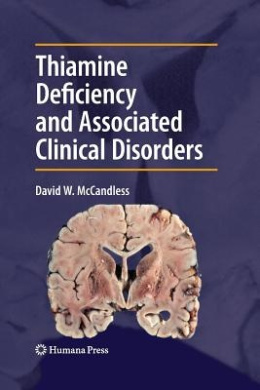 Thiamine
Deficiency
and Associated
Clinical Disorders
David W. McCandless
Humana Press